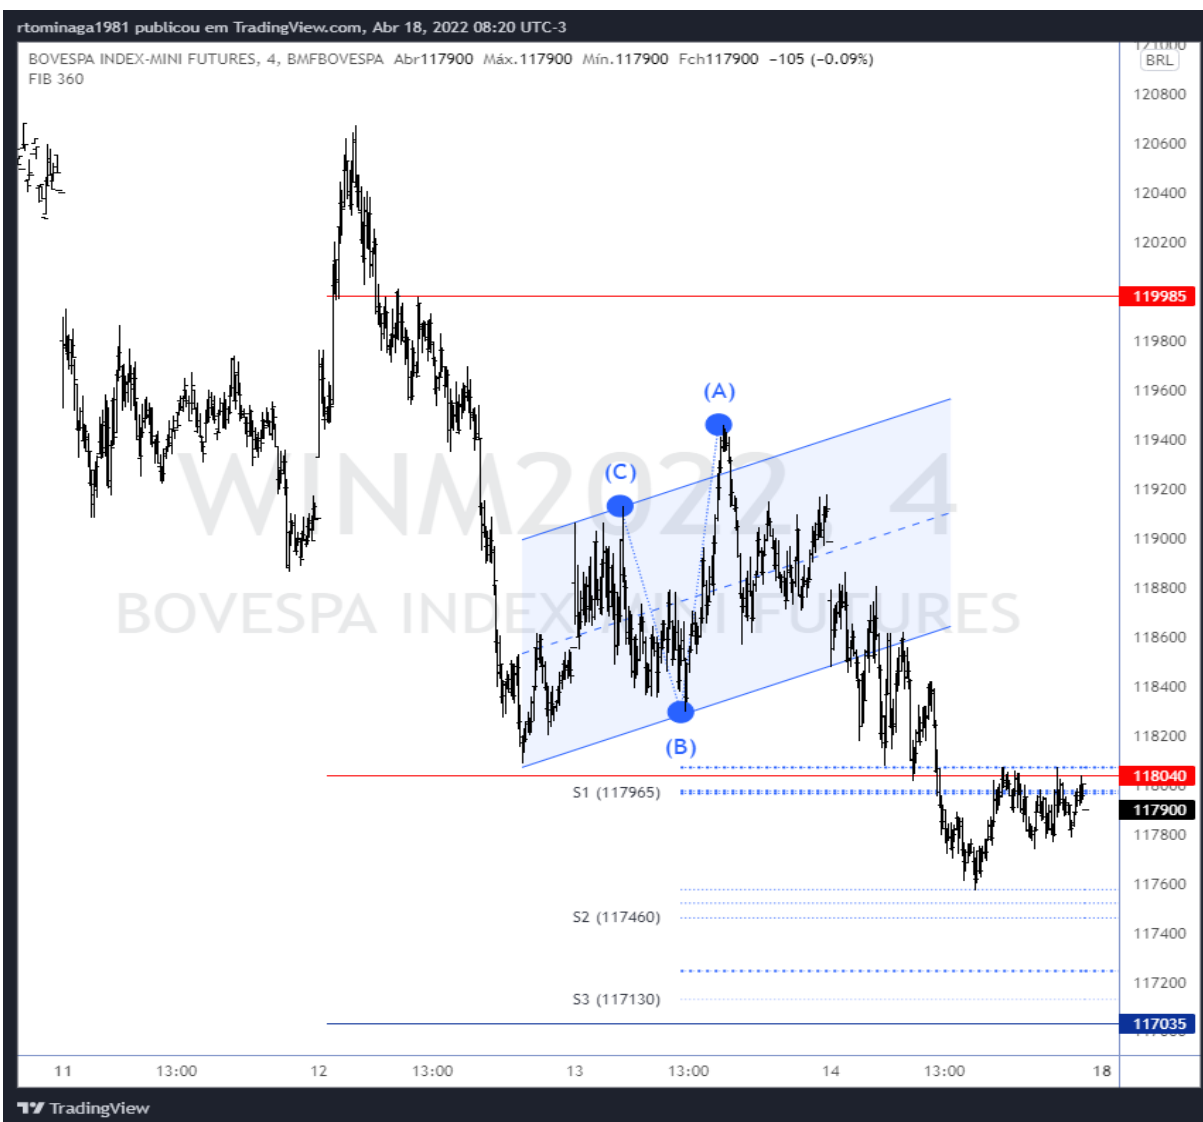 rtominaga1981 publicou em TradingView.com, Abr 18, 2022 08:20 UTC-3
BOVESPA INDEX-MINI FUTURES, 4, BMFBOVESPA Abr117900 Máx.117900 Mín.117900 Fch117900 −105 (−0.09%)
FIB 360
121000
BRL
120800
120600
120400
120200
119985
119800
119600
(A)
119400
(C)
119200
WINM2022, 4
119000
118800
BOVESPA INDEX-MINI FUTURES
118600
118400
(B)
118200
118040
S1 (117965)
118000
117900
117800
117600
S2 (117460)
117400
117200
S3 (117130)
117035
11 13:00 12 13:00 13 13:00 14 13:00 18
TradingView